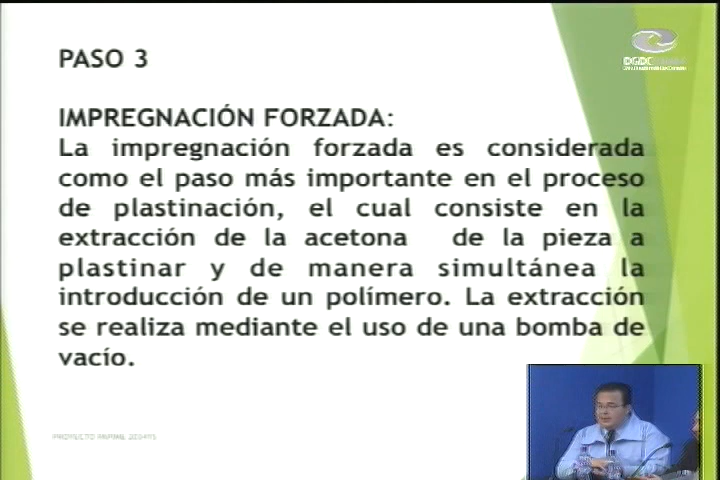 PASO 3
IMPREGNACIÓN FORZADA:
La impregnación forzada es considerada
como el paso más importante en el proceso
de plastinación, el cual consiste en la
extracción de la acetona de la pieza a
plastinar y de manera simultánea la
introducción de un polímero. La extracción
se realiza mediante el uso de una bomba de
vacío.